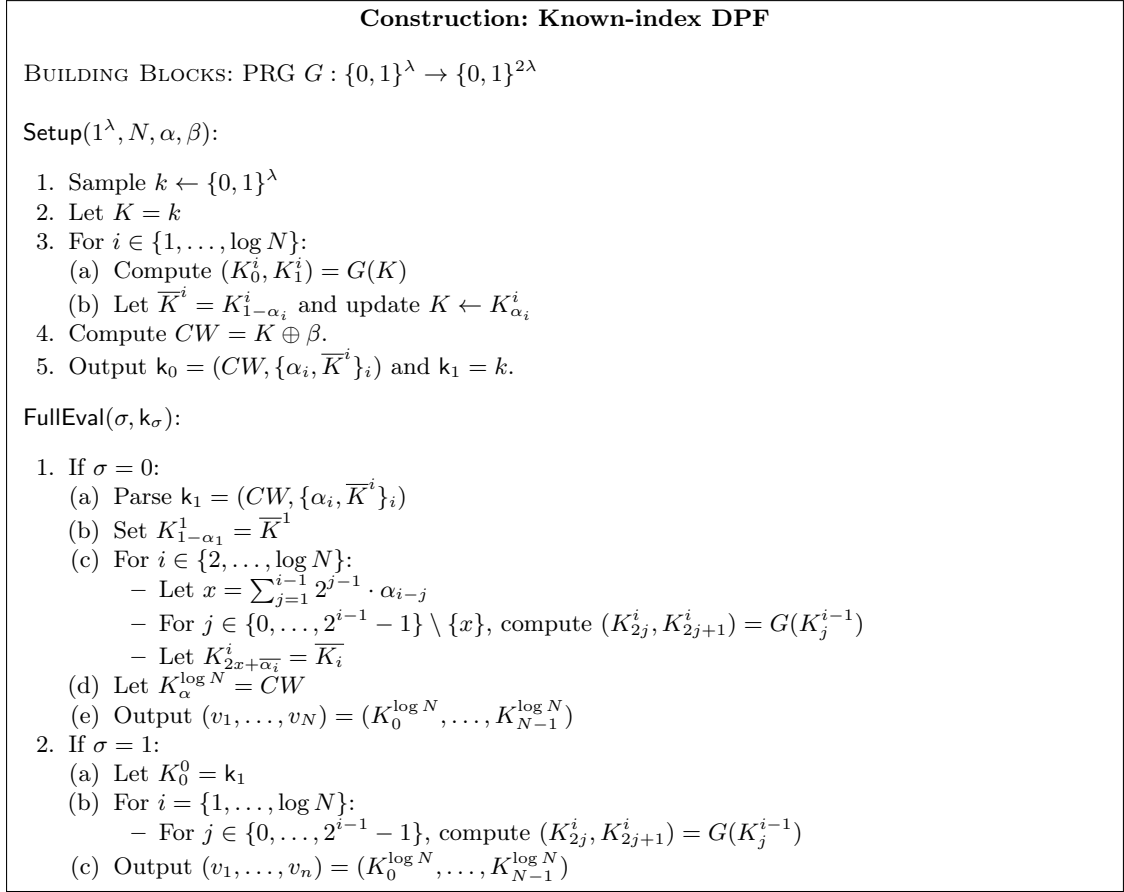 Construction: Known-index DPF
BUILDING BLOCKS: PRG G : {0, 1}^λ → {0, 1}^{2λ}
Setup(1^λ, N, α, β):
1. Sample k ← {0, 1}^λ
2. Let K = k
3. For i ∈ {1, . . . , log N}:
(a) Compute (K_0^i, K_1^i) = G(K)
(b) Let \overline{K}^i = K_{1−α_i}^i and update K ← K_{α_i}^i
4. Compute CW = K ⊕ β.
5. Output k_0 = (CW, {α_i, \overline{K}^i}_i) and k_1 = k.
FullEval(σ, k_σ):
1. If σ = 0:
(a) Parse k_1 = (CW, {α_i, \overline{K}^i}_i)
(b) Set K_{1−α_1}^1 = \overline{K}^1
(c) For i ∈ {2, . . . , log N}:
– Let x = ∑_{j=1}^{i−1} 2^{j−1} · α_{i−j}
– For j ∈ {0, . . . , 2^{i−1} − 1} \ {x}, compute (K_{2j}^i, K_{2j+1}^i) = G(K_j^{i−1})
– Let K_{2x+\overline{α_i}}^i = \overline{K_i}
(d) Let K_α^{log N} = CW
(e) Output (v_1, . . . , v_N) = (K_0^{log N}, . . . , K_{N−1}^{log N})
2. If σ = 1:
(a) Let K_0^0 = k_1
(b) For i = {1, . . . , log N}:
– For j ∈ {0, . . . , 2^{i−1} − 1}, compute (K_{2j}^i, K_{2j+1}^i) = G(K_j^{i−1})
(c) Output (v_1, . . . , v_n) = (K_0^{log N}, . . . , K_{N−1}^{log N})